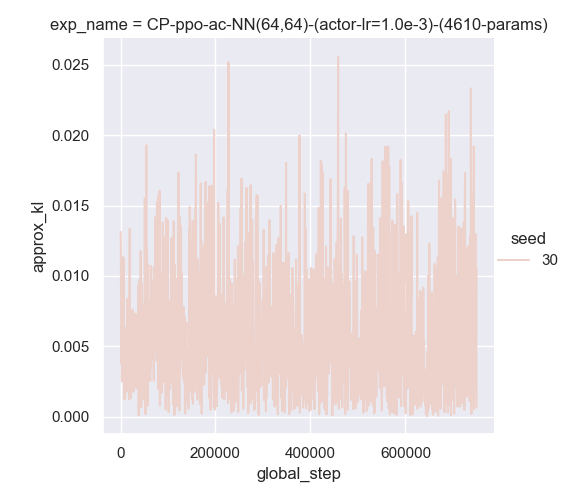 exp_name = CP-ppo-ac-NN(64,64)-(actor-lr=1.0e-3)-(4610-params)
0.025
0.020
0.015
0.010
0.005
0.000
approx_kl
0
200000
400000
600000
global_step
seed
30